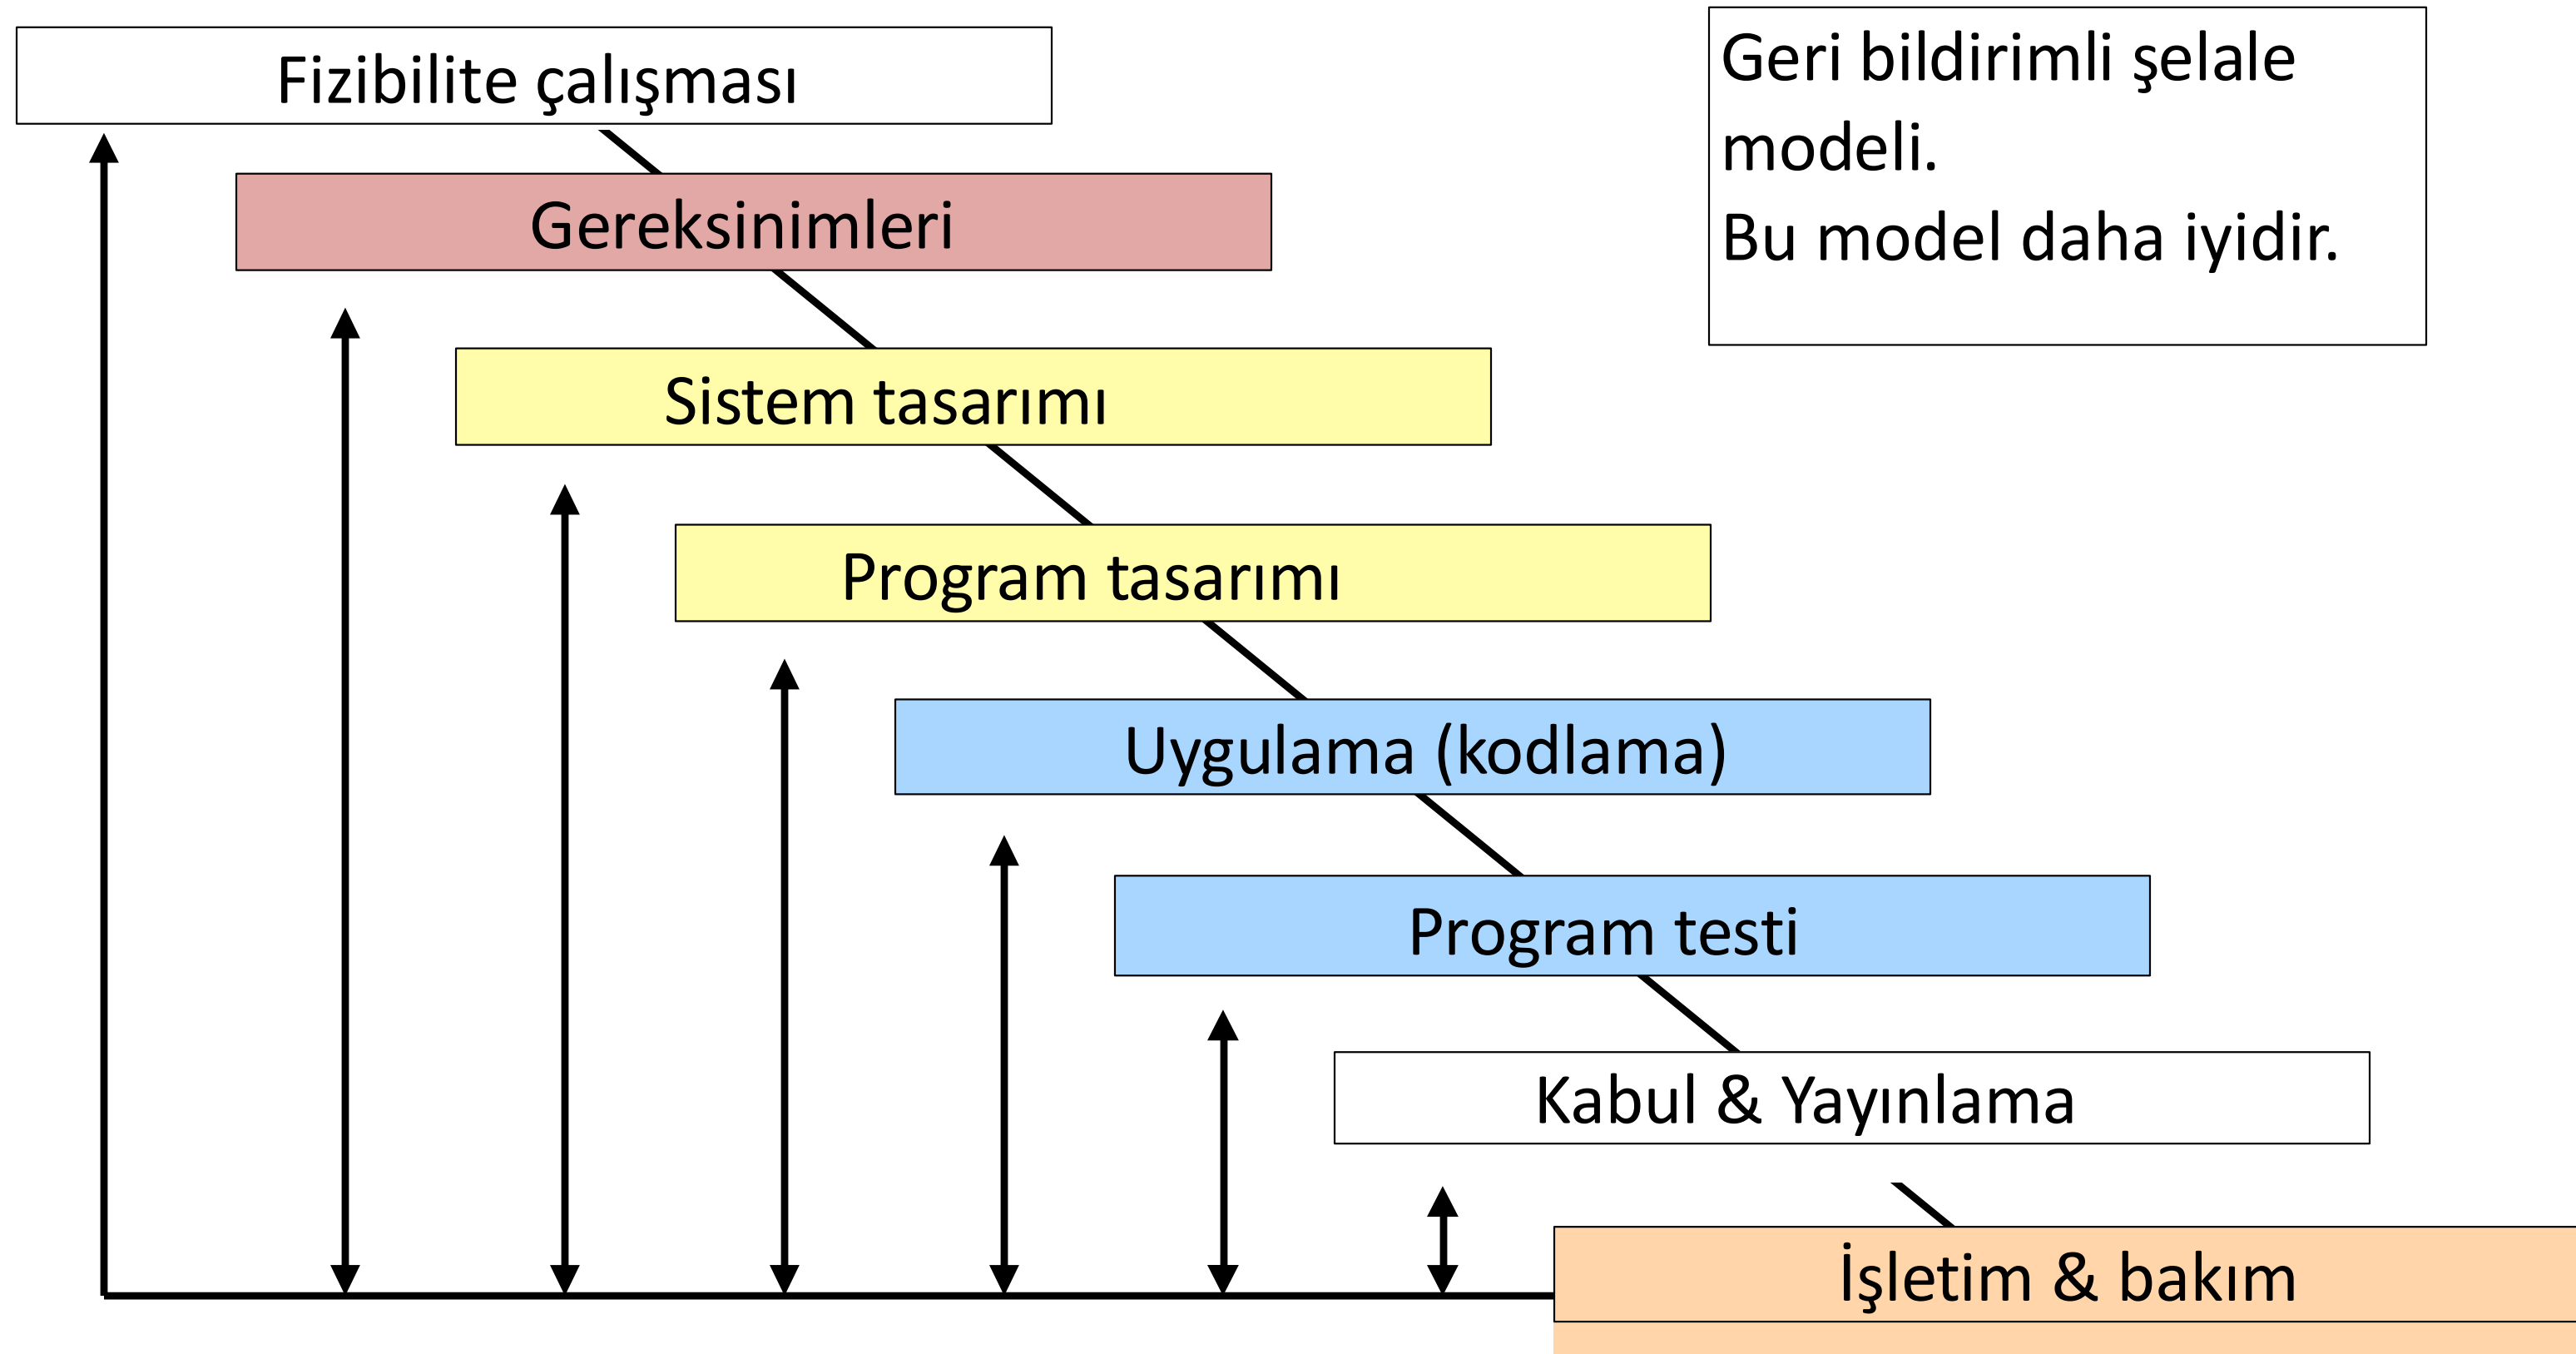 Fizibilite çalışması
Geri bildirimli şelale
modeli.
Bu model daha iyidir.
Gereksinimleri
Sistem tasarımı
Program tasarımı
Uygulama (kodlama)
Program testi
Kabul & Yayınlama
İşletim & bakım